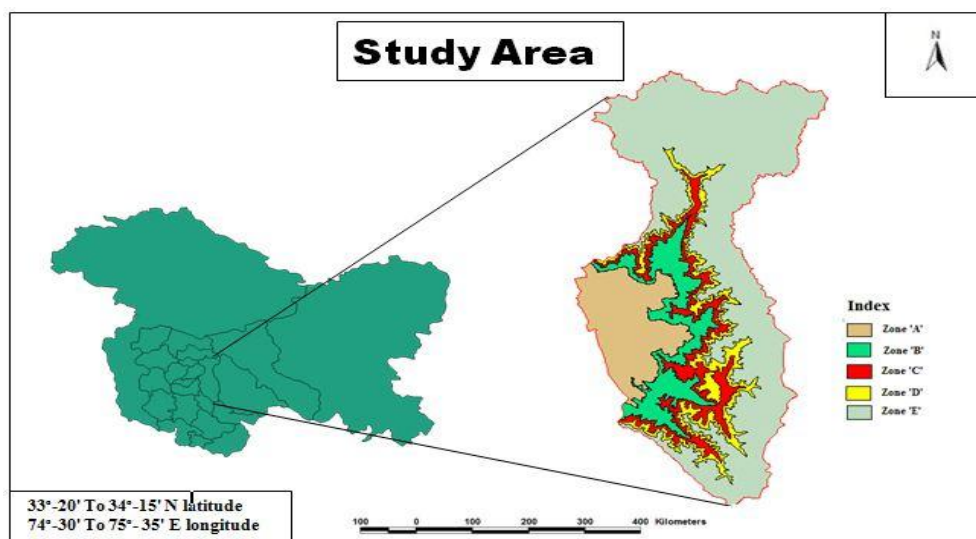 Study Area
N
Index
Zone 'A'
Zone 'B'
Zone 'C'
Zone 'D'
Zone 'E'
33°-20' To 34°-15' N latitude
74°-30' To 75°- 35' E longitude
100 0 100 200 300 400 Kilometers